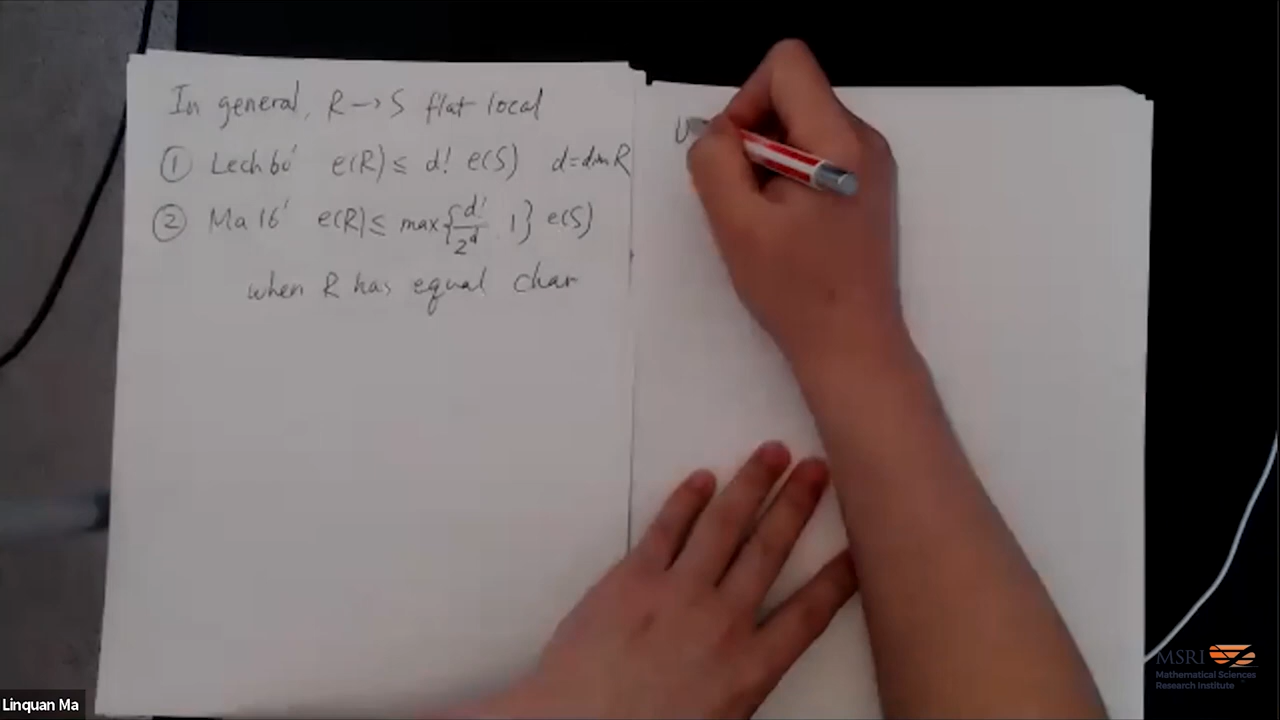 In general, R → S flat local
① Lech 60' e(R) ≤ d! e(S) d = dim R
② Ma 16' e(R) ≤ max{d!/2^d, 1} e(S)
when R has equal char
Linquan Ma
MSRI
Mathematical Sciences
Research Institute